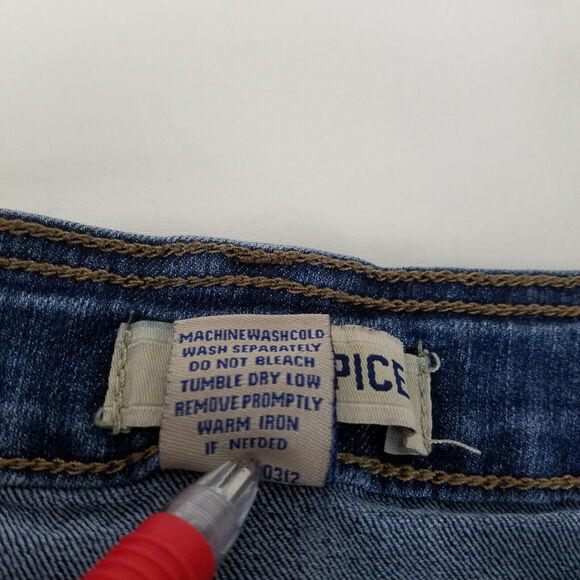 MACHINE WASH COLD
WASH SEPARATELY
DO NOT BLEACH
TUMBLE DRY LOW
REMOVE PROMPTLY
WARM IRON
IF NEEDED
PICE